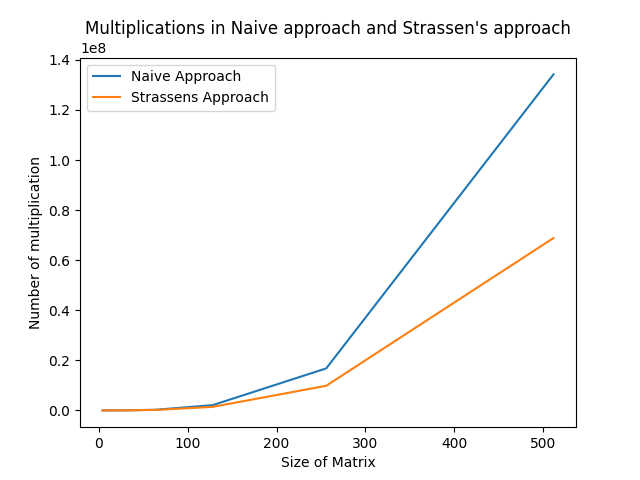 Multiplications in Naive approach and Strassen's approach
1e8
1.4
1.2
1.0
0.8
0.6
0.4
0.2
0.0
Number of multiplication
Naive Approach
Strassens Approach
0 100 200 300 400 500
Size of Matrix